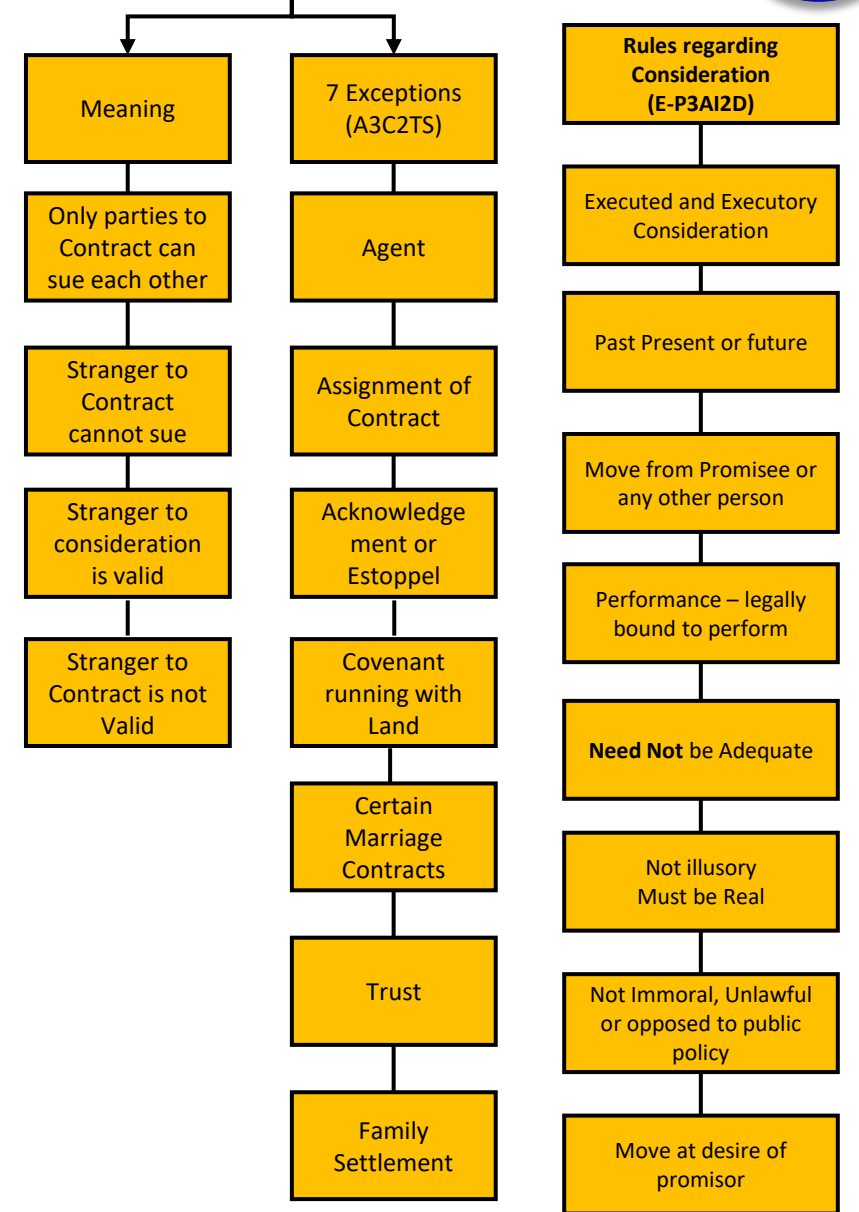 Meaning
Only parties to
Contract can
sue each other
Stranger to
Contract
cannot sue
Stranger to
consideration
is valid
Stranger to
Contract is not
Valid
7 Exceptions
(A3C2TS)
Agent
Assignment of
Contract
Acknowledge
ment or
Estoppel
Covenant
running with
Land
Certain
Marriage
Contracts
Trust
Family
Settlement
Rules regarding
Consideration
(E-P3AI2D)
Executed and Executory
Consideration
Past Present or future
Move from Promisee or
any other person
Performance – legally
bound to perform
Need Not be Adequate
Not illusory
Must be Real
Not Immoral, Unlawful
or opposed to public
policy
Move at desire of
promisor